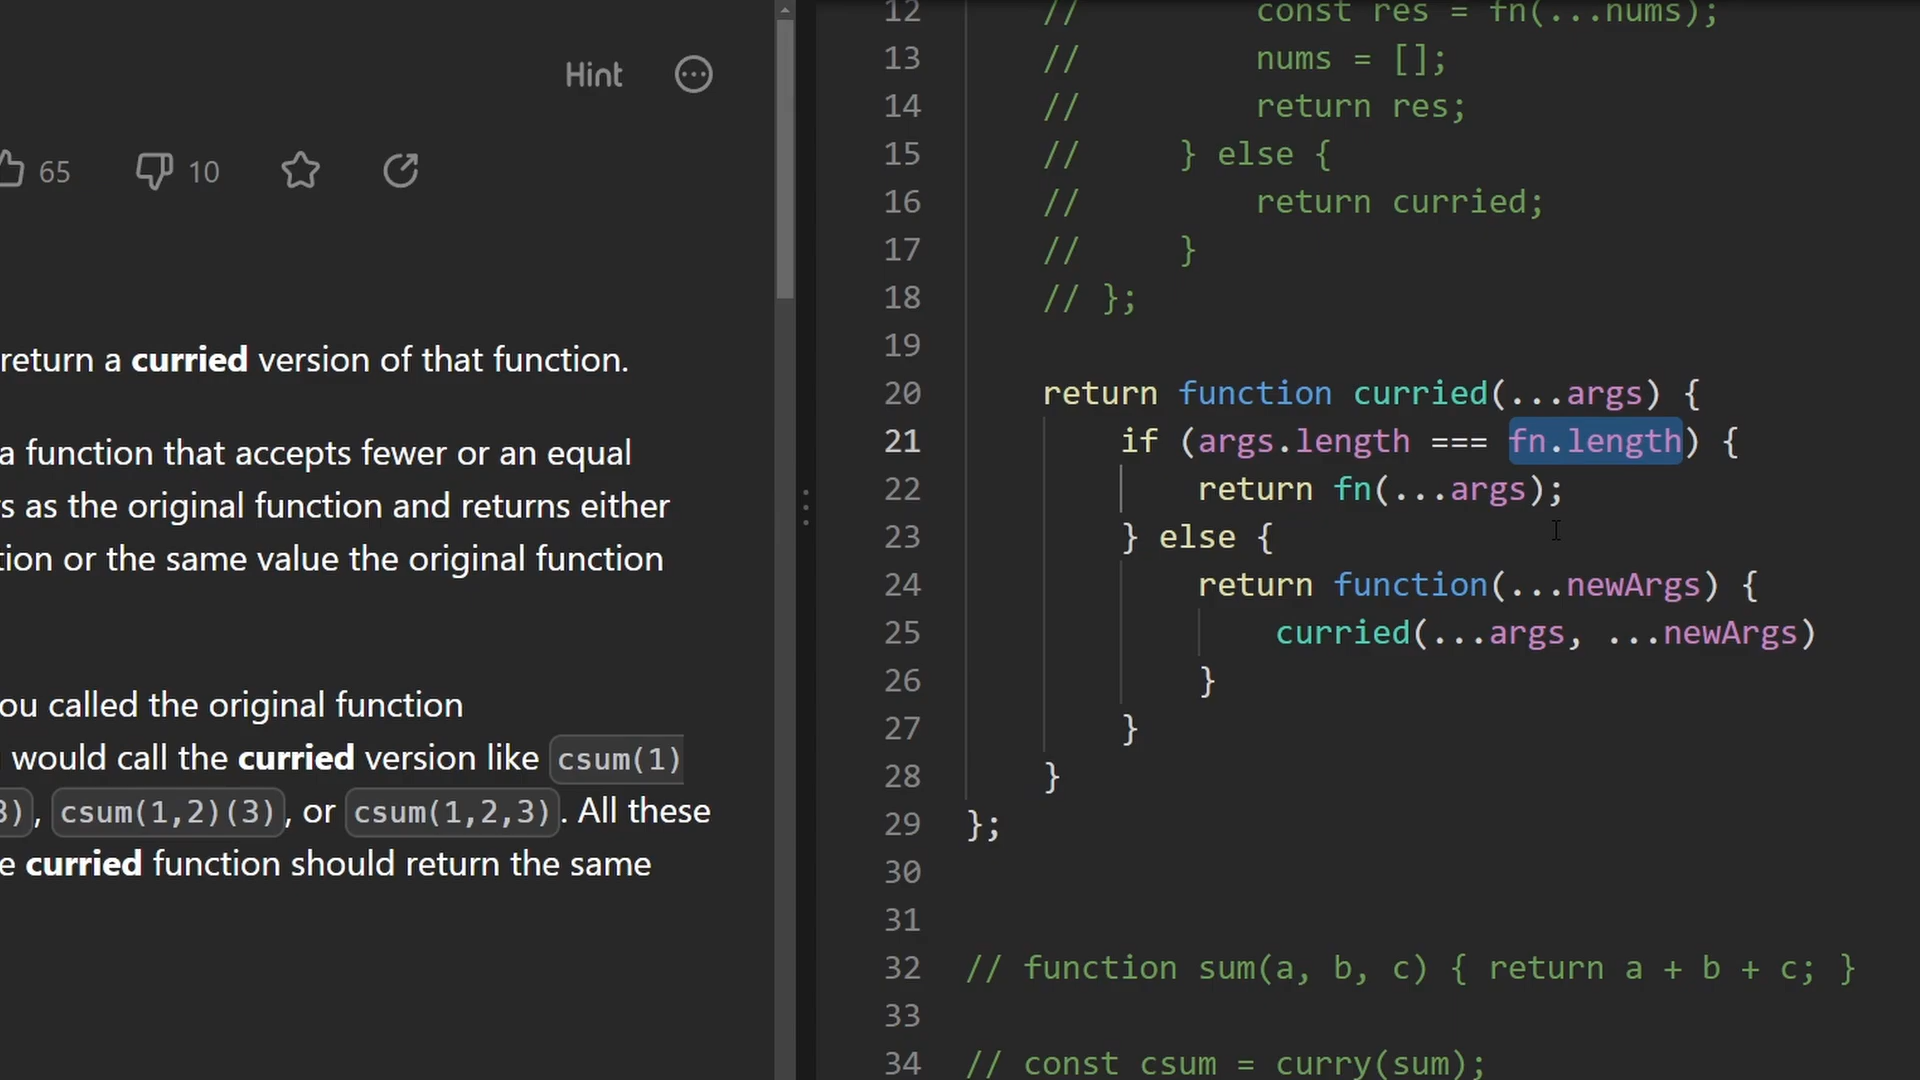 Hint
65 10
return a curried version of that function.
a function that accepts fewer or an equal
s as the original function and returns either
tion or the same value the original function
ou called the original function
would call the curried version like csum(1)
3), csum(1,2)(3), or csum(1,2,3). All these
e curried function should return the same
12 // const res = fn(...nums);
13 // nums = [];
14 // return res;
15 // } else {
16 // return curried;
17 // }
18 // };
19
20 return function curried(...args) {
21 if (args.length === fn.length) {
22 return fn(...args);
23 } else {
24 return function(...newArgs) {
25 curried(...args, ...newArgs)
26 }
27 }
28 }
29 };
30
31
32 // function sum(a, b, c) { return a + b + c; }
33
34 // const csum = curry(sum);